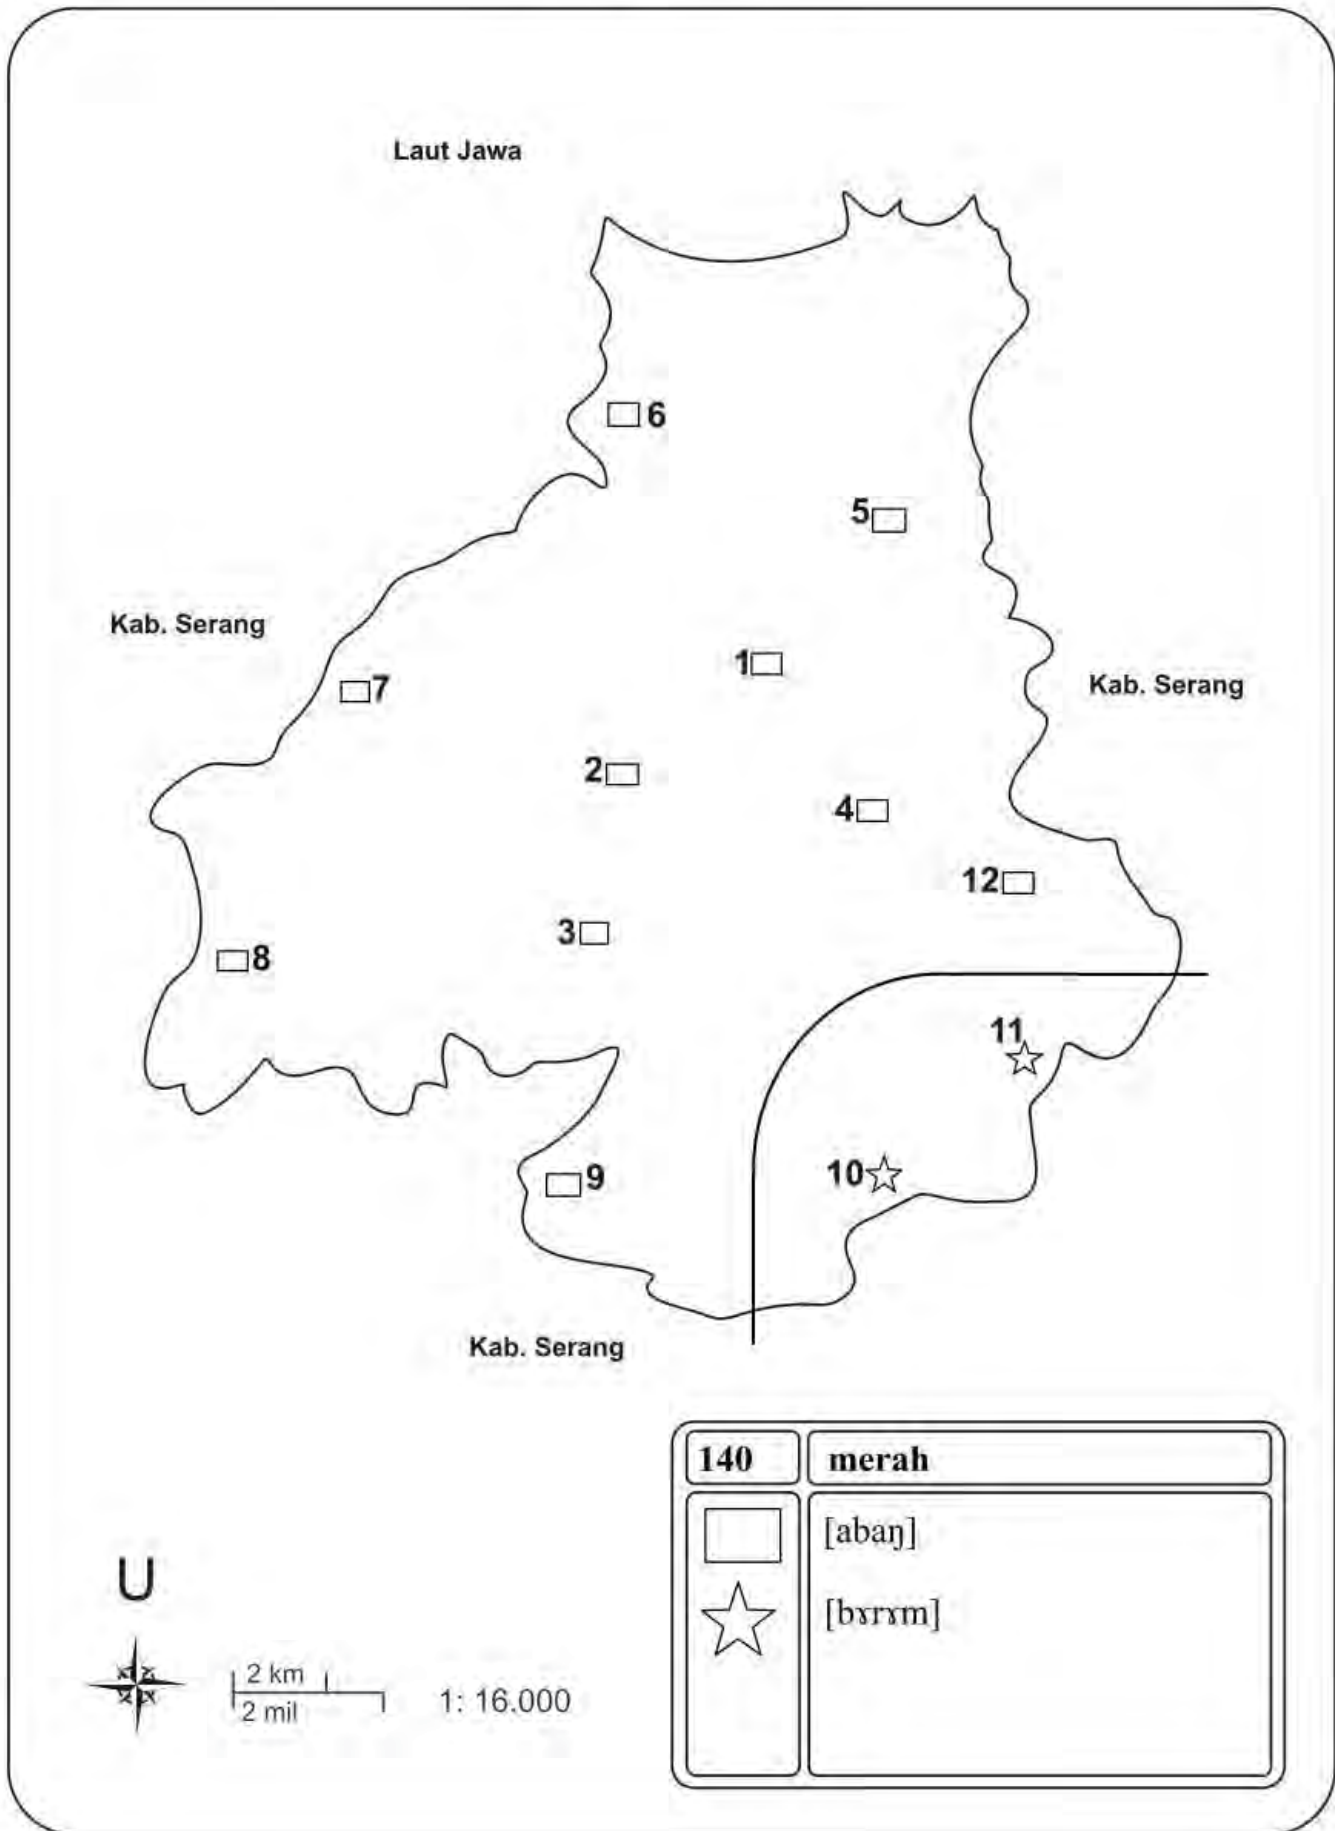 Laut Jawa
6
5
Kab. Serang
1
Kab. Serang
7
2
4
12
3
8
11
10
9
Kab. Serang
140 merah
[abaŋ]
[bɤrɤm]
U
2 km
2 mil
1: 16.000